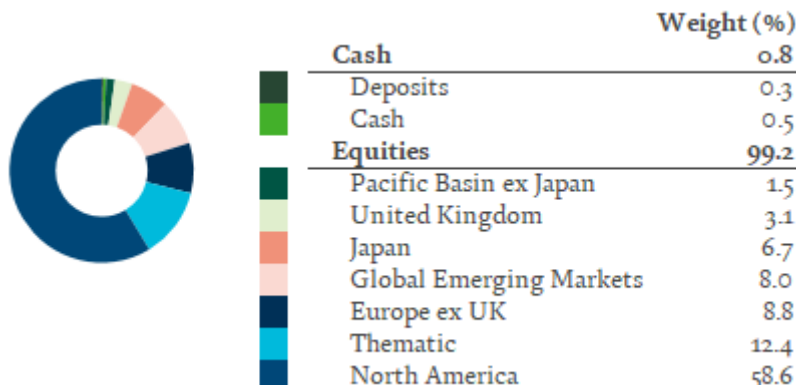 Weight (%)
Cash 0.8
Deposits 0.3
Cash 0.5
Equities 99.2
Pacific Basin ex Japan 1.5
United Kingdom 3.1
Japan 6.7
Global Emerging Markets 8.0
Europe ex UK 8.8
Thematic 12.4
North America 58.6